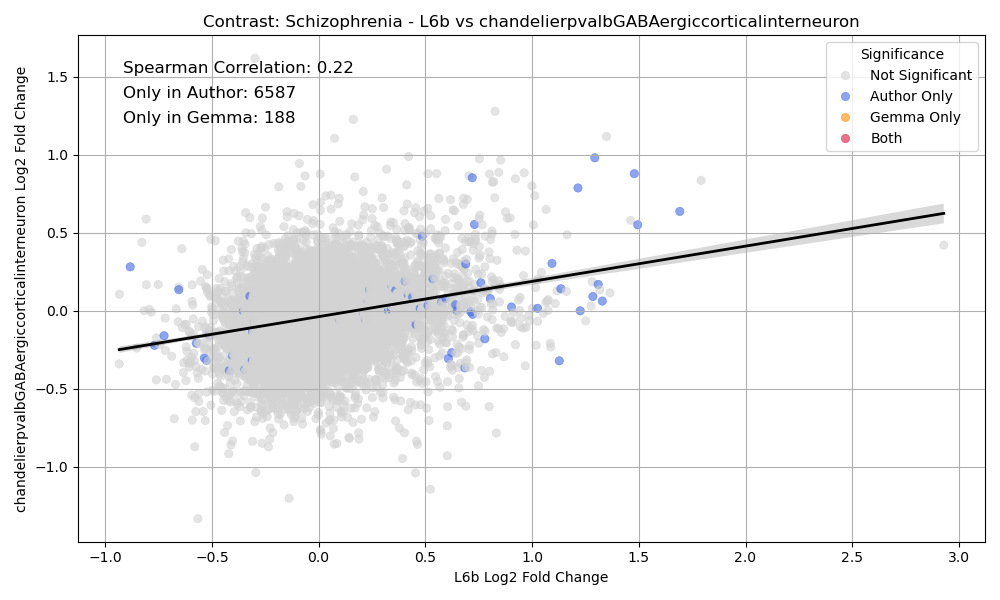 Contrast: Schizophrenia - L6b vs chandelierpvalbGABAergiccorticalinterneuron
Spearman Correlation: 0.22
Only in Author: 6587
Only in Gemma: 188
Significance
Not Significant
Author Only
Gemma Only
Both
chandelierpvalbGABAergiccorticalinterneuron Log2 Fold Change
1.5
1.0
0.5
0.0
−0.5
−1.0
−1.0 −0.5 0.0 0.5 1.0 1.5 2.0 2.5 3.0
L6b Log2 Fold Change